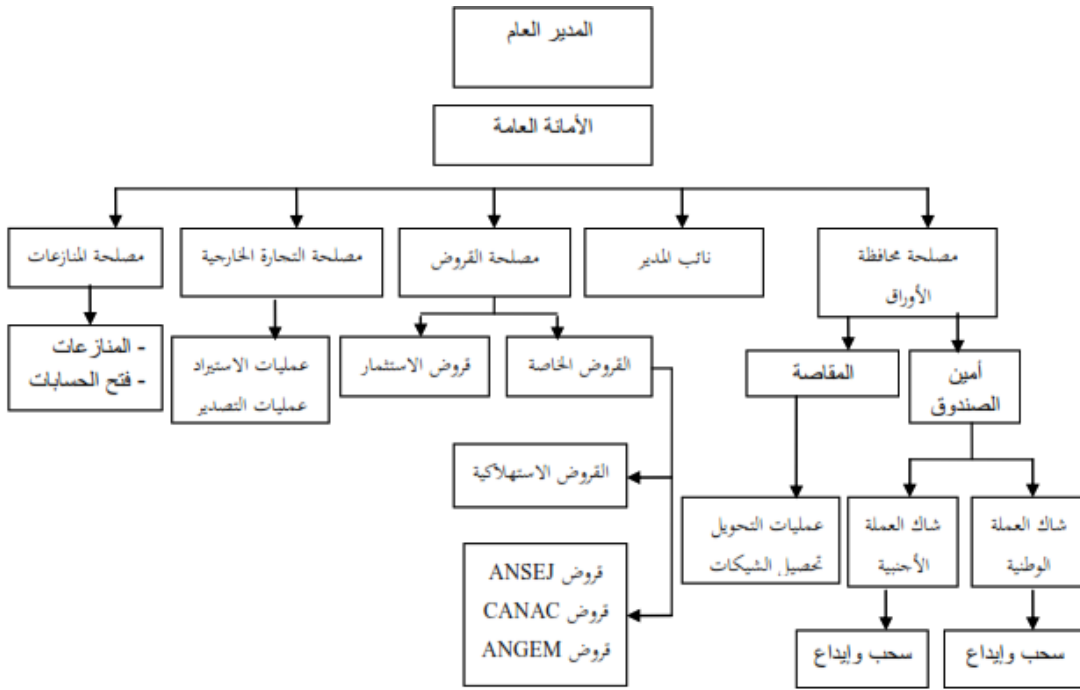 المدير العام
الأمانة العامة
مصلحة محافظة
الأوراق
نائب المدير
مصلحة القروض
مصلحة التجارة الخارجية
مصلحة المنازعات
أمين
الصندوق
المقاصة
القروض الخاصة
قروض الاستثمار
عمليات الاستيراد
عمليات التصدير
- المنازعات
- فتح الحسابات
القروض الاستهلاكية
شاك العملة
الوطنية
شاك العملة
الأجنبية
عمليات التحويل
تحصيل الشيكات
قروض ANSEJ
قروض CANAC
قروض ANGEM
سحب وإيداع
سحب وإيداع